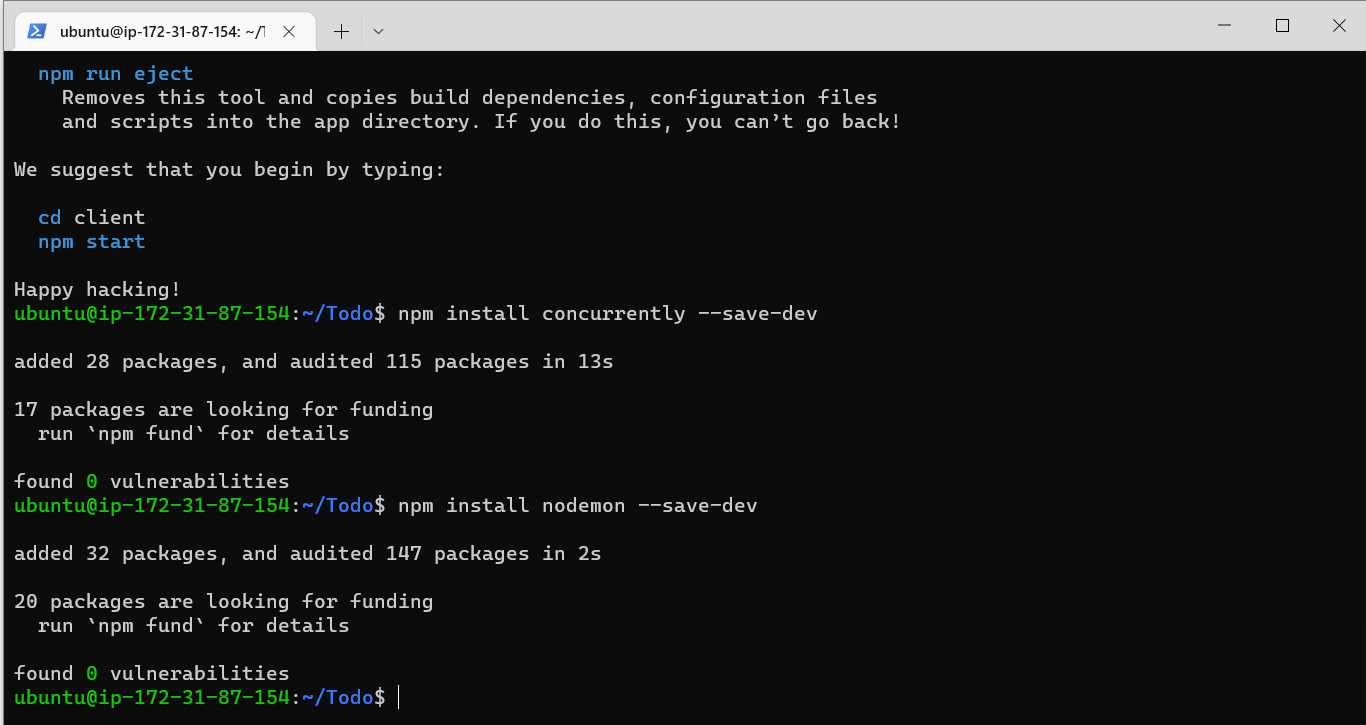 ubuntu@ip-172-31-87-154: ~/T
npm run eject
Removes this tool and copies build dependencies, configuration files
and scripts into the app directory. If you do this, you can’t go back!
We suggest that you begin by typing:
cd client
npm start
Happy hacking!
ubuntu@ip-172-31-87-154:~/Todo$ npm install concurrently --save-dev
added 28 packages, and audited 115 packages in 13s
17 packages are looking for funding
run `npm fund` for details
found 0 vulnerabilities
ubuntu@ip-172-31-87-154:~/Todo$ npm install nodemon --save-dev
added 32 packages, and audited 147 packages in 2s
20 packages are looking for funding
run `npm fund` for details
found 0 vulnerabilities
ubuntu@ip-172-31-87-154:~/Todo$